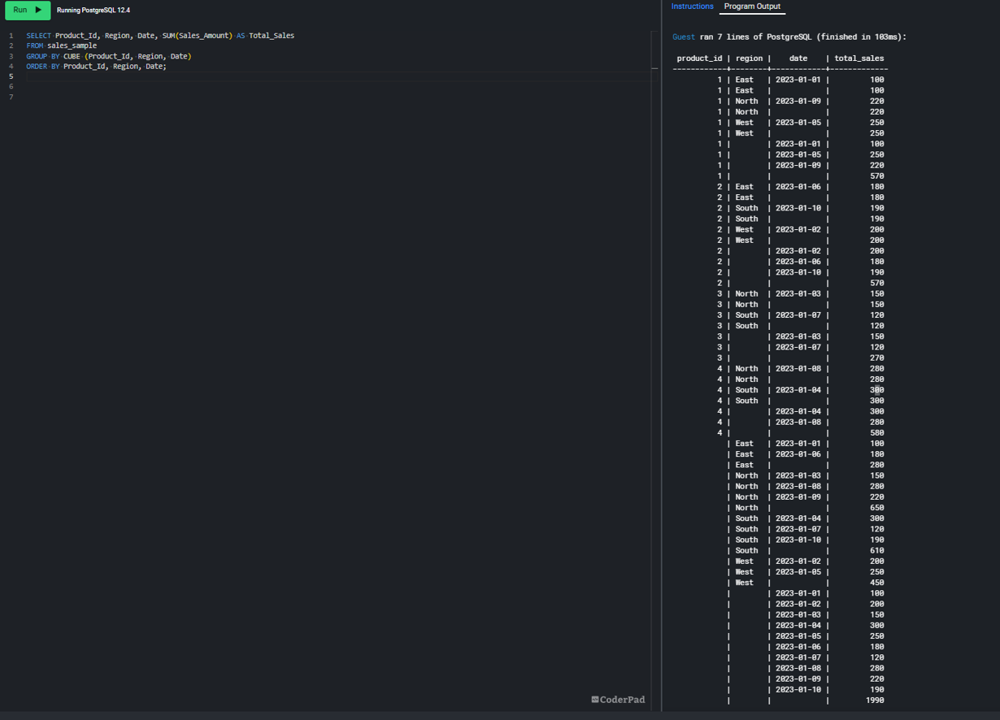 Run ▶ Running PostgreSQL 12.4
1 SELECT Product_Id, Region, Date, SUM(Sales_Amount) AS Total_Sales
2 FROM sales_sample
3 GROUP BY CUBE (Product_Id, Region, Date)
4 ORDER BY Product_Id, Region, Date;
5
6
7
CoderPad
Instructions Program Output
Guest ran 7 lines of PostgreSQL (finished in 103ms):
product_id | region | date | total_sales
------------+--------+------------+-------------
1 | East | 2023-01-01 | 100
1 | East | | 100
1 | North | 2023-01-09 | 220
1 | North | | 220
1 | West | 2023-01-05 | 250
1 | West | | 250
1 | | 2023-01-01 | 100
1 | | 2023-01-05 | 250
1 | | 2023-01-09 | 220
1 | | | 570
2 | East | 2023-01-06 | 180
2 | East | | 180
2 | South | 2023-01-10 | 190
2 | South | | 190
2 | West | 2023-01-02 | 200
2 | West | | 200
2 | | 2023-01-02 | 200
2 | | 2023-01-06 | 180
2 | | 2023-01-10 | 190
2 | | | 570
3 | North | 2023-01-03 | 150
3 | North | | 150
3 | South | 2023-01-07 | 120
3 | South | | 120
3 | | 2023-01-03 | 150
3 | | 2023-01-07 | 120
3 | | | 270
4 | North | 2023-01-08 | 280
4 | North | | 280
4 | South | 2023-01-04 | 300
4 | South | | 300
4 | | 2023-01-04 | 300
4 | | 2023-01-08 | 280
4 | | | 580
| East | 2023-01-01 | 100
| East | 2023-01-06 | 180
| East | | 280
| North | 2023-01-03 | 150
| North | 2023-01-08 | 280
| North | 2023-01-09 | 220
| North | | 650
| South | 2023-01-04 | 300
| South | 2023-01-07 | 120
| South | 2023-01-10 | 190
| South | | 610
| West | 2023-01-02 | 200
| West | 2023-01-05 | 250
| West | | 450
| | 2023-01-01 | 100
| | 2023-01-02 | 200
| | 2023-01-03 | 150
| | 2023-01-04 | 300
| | 2023-01-05 | 250
| | 2023-01-06 | 180
| | 2023-01-07 | 120
| | 2023-01-08 | 280
| | 2023-01-09 | 220
| | 2023-01-10 | 190
| | | 1990